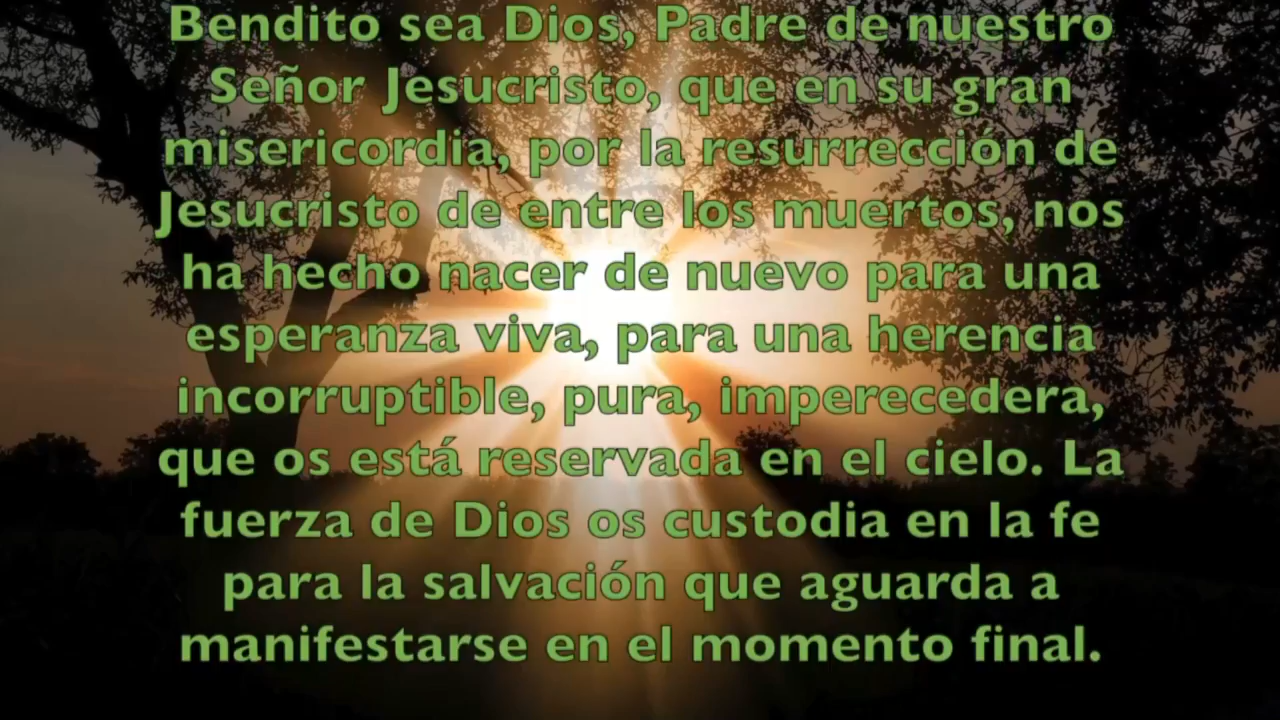 Bendito sea Dios, Padre de nuestro
Señor Jesucristo, que en su gran
misericordia, por la resurrección de
Jesucristo de entre los muertos, nos
ha hecho nacer de nuevo para una
esperanza viva, para una herencia
incorruptible, pura, imperecedera,
que os está reservada en el cielo. La
fuerza de Dios os custodia en la fe
para la salvación que aguarda a
manifestarse en el momento final.